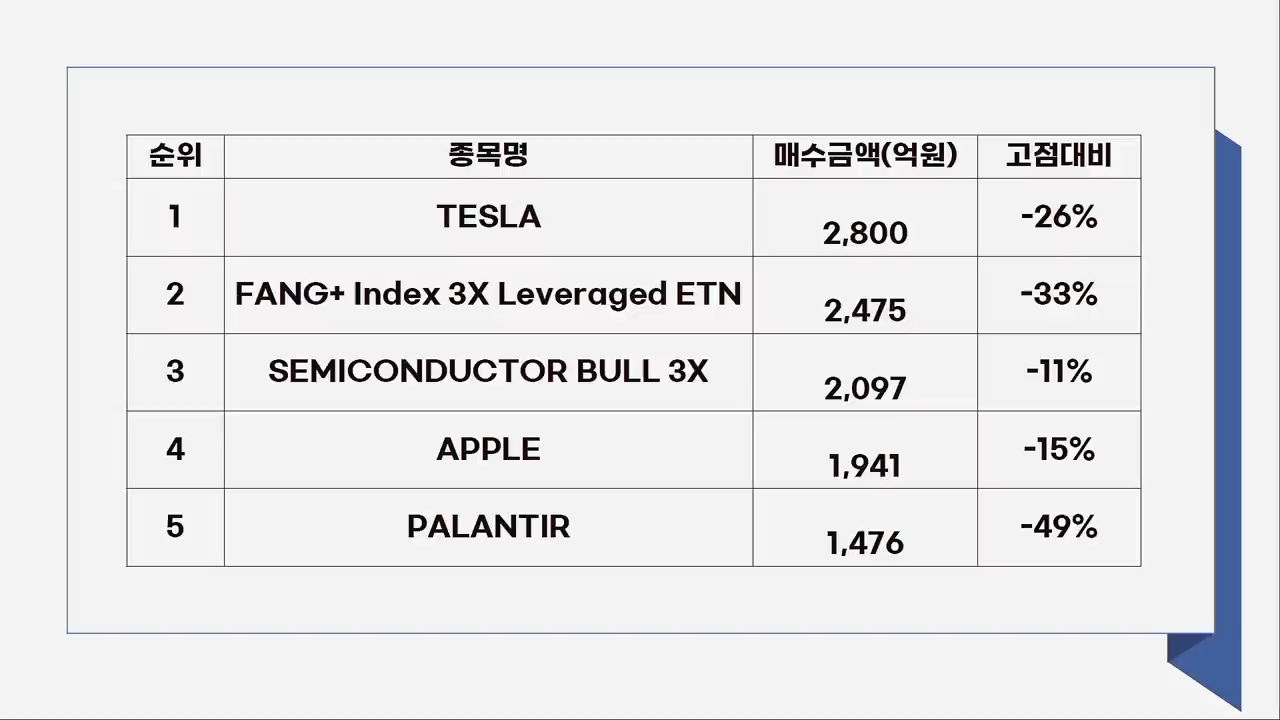 순위 종목명 매수금액(억원) 고점대비
1 TESLA 2,800 -26%
2 FANG+ Index 3X Leveraged ETN 2,475 -33%
3 SEMICONDUCTOR BULL 3X 2,097 -11%
4 APPLE 1,941 -15%
5 PALANTIR 1,476 -49%